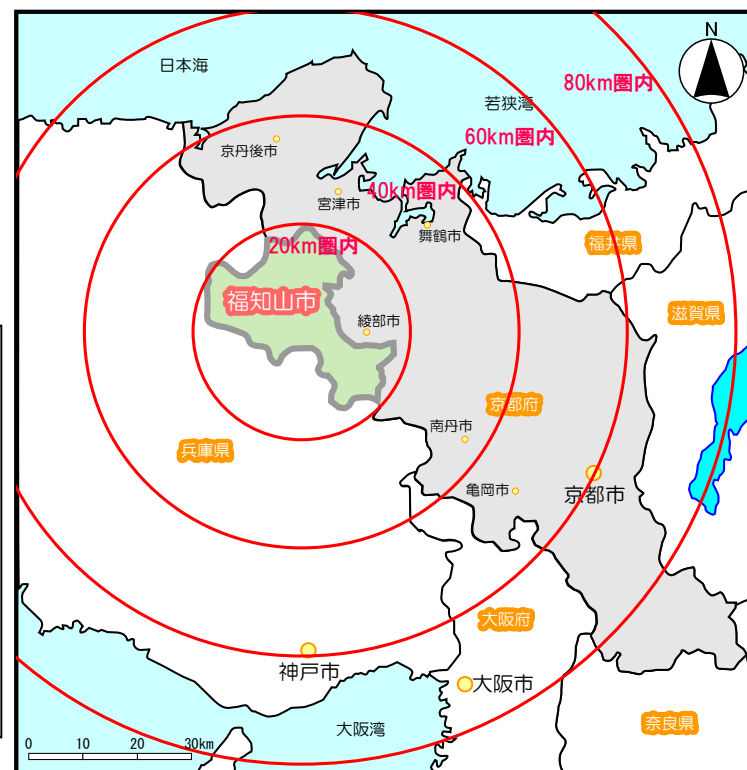 日本海
N
80km圏内
若狭湾
60km圏内
京丹後市
40km圏内
宮津市
舞鶴市
20km圏内
福井県
福知山市
滋賀県
綾部市
京都府
南丹市
兵庫県
亀岡市
京都市
大阪府
神戸市
大阪市
大阪湾
奈良県
0 10 20 30km